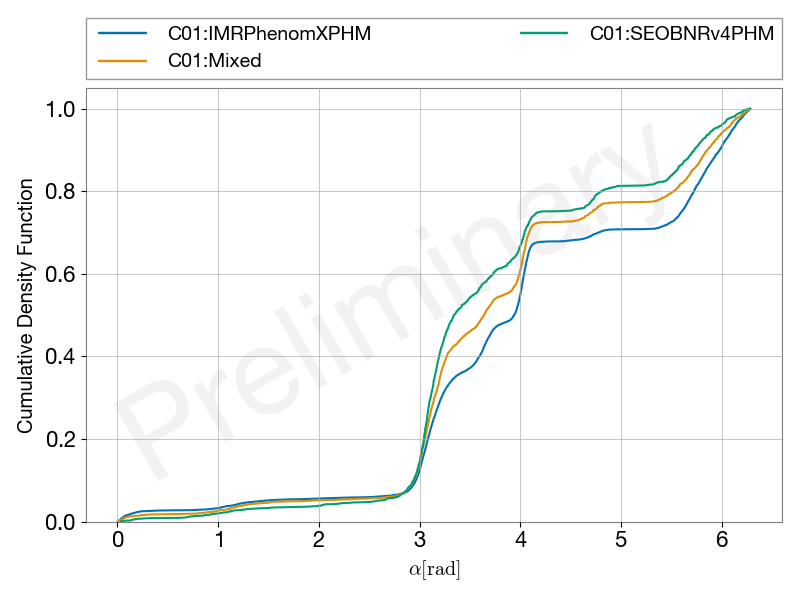 C01:IMRPhenomXPHM
C01:SEOBNRv4PHM
C01:Mixed
Preliminary
Cumulative Density Function
1.0
0.8
0.6
0.4
0.2
0.0
0 1 2 3 4 5 6
α[rad]